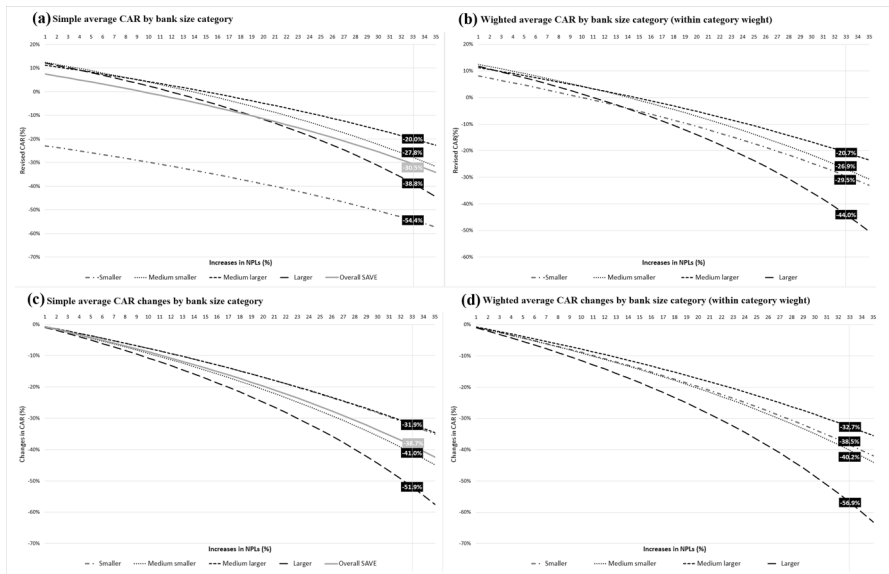 (a) Simple average CAR by bank size category
1 2 3 4 5 6 7 8 9 10 11 12 13 14 15 16 17 18 19 20 21 22 23 24 25 26 27 28 29 30 31 32 33 34 35
20%
10%
0%
-10%
-20%
-30%
-40%
-50%
-60%
-70%
Revised CAR(%)
-20.0%
-27.8%
-38.8%
-54.4%
Increases in NPLs (%)
Smaller Medium smaller Medium larger Larger Overall SAVE
(b) Wighted average CAR by bank size category (within category wieght)
1 2 3 4 5 6 7 8 9 10 11 12 13 14 15 16 17 18 19 20 21 22 23 24 25 26 27 28 29 30 31 32 33 34 35
20%
10%
0%
-10%
-20%
-30%
-40%
-50%
-60%
Revised CAR(%)
-20.7%
-26.9%
-29.5%
-44.0%
Increases in NPLs (%)
-Smaller Medium smaller Medium larger Larger
(c) Simple average CAR changes by bank size category
1 2 3 4 5 6 7 8 9 10 11 12 13 14 15 16 17 18 19 20 21 22 23 24 25 26 27 28 29 30 31 32 33 34 35
0%
-10%
-20%
-30%
-40%
-50%
-60%
-70%
Changes in CAR (%)
-31.9%
-38.7%
-41.0%
-51.9%
Increases in NPLs (%)
Smaller Medium smaller Medium larger Larger Overall SAVE
(d) Wighted average CAR changes by bank size category (within category wieght)
1 2 3 4 5 6 7 8 9 10 11 12 13 14 15 16 17 18 19 20 21 22 23 24 25 26 27 28 29 30 31 32 33 34 35
0%
-10%
-20%
-30%
-40%
-50%
-60%
-70%
Changes in CAR (%)
-32.7%
-38.5%
-40.2%
-56.9%
Increases in NPLs (%)
Smaller Medium smaller Medium larger Larger